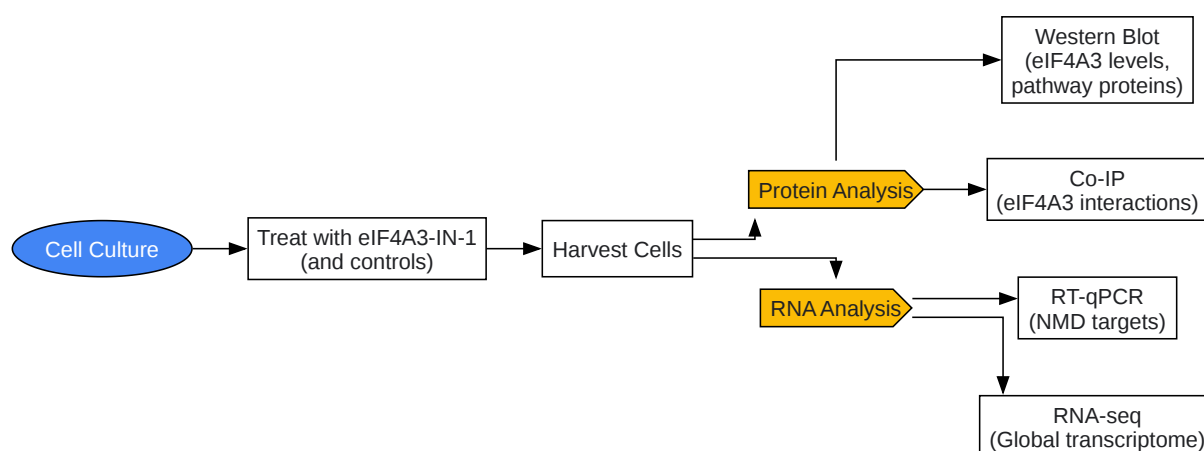 Cell Culture
Treat with eIF4A3-IN-1
(and controls)
Harvest Cells
Protein Analysis
Western Blot
(eIF4A3 levels,
pathway proteins)
Co-IP
(eIF4A3 interactions)
RNA Analysis
RT-qPCR
(NMD targets)
RNA-seq
(Global transcriptome)